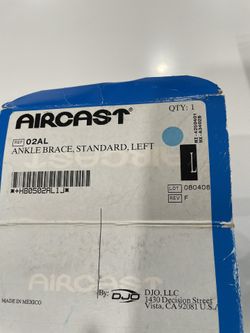 AIRCAST®
QTY: 1
REF 02AL
ANKLE BRACE, STANDARD, LEFT
*+H80502AL1J*
LOT 080408
REV F
MADE IN MEXICO
By: DJO
DJO, LLC
1430 Decision Street
Vista, CA 92081 U.S.